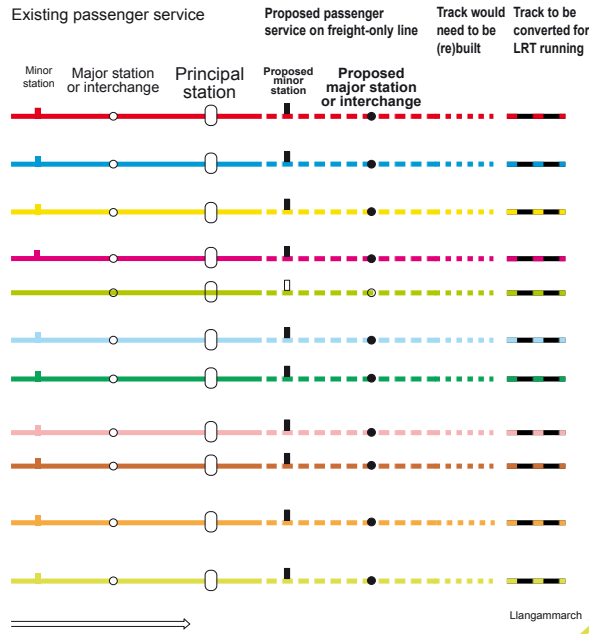 Existing passenger service
Proposed passenger
service on freight-only line
Track would
need to be
(re)built
Track to be
converted for
LRT running
Minor
station
Major station
or interchange
Principal
station
Proposed
minor
station
Proposed
major station
or interchange
Llangammarch